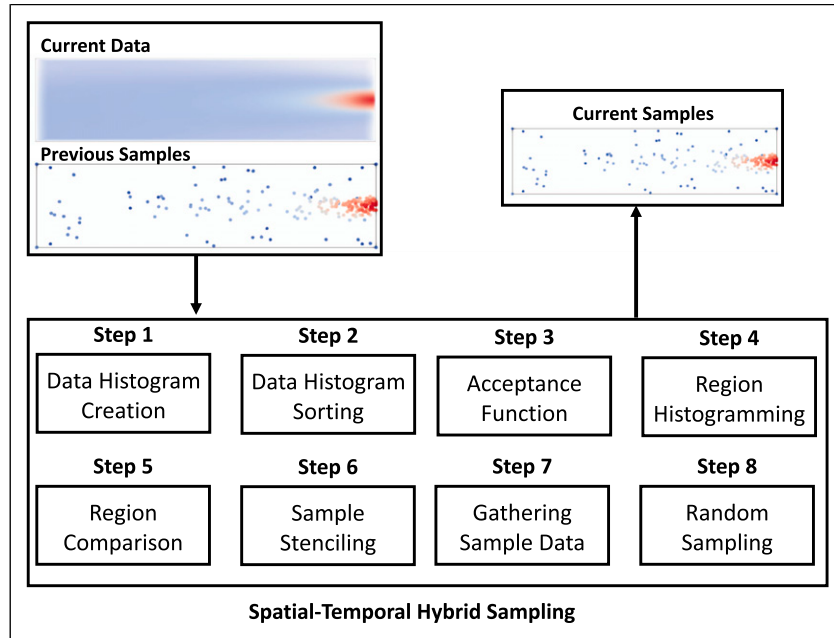 Current Data
Previous Samples
Current Samples
Step 1
Data Histogram
Creation
Step 2
Data Histogram
Sorting
Step 3
Acceptance
Function
Step 4
Region
Histogramming
Step 5
Region
Comparison
Step 6
Sample
Stenciling
Step 7
Gathering
Sample Data
Step 8
Random
Sampling
Spatial-Temporal Hybrid Sampling